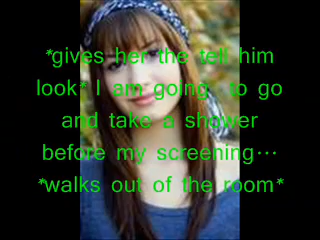 *gives her the tell him
look* I am going  to go
and take a shower
before my screening…
*walks out of the room*